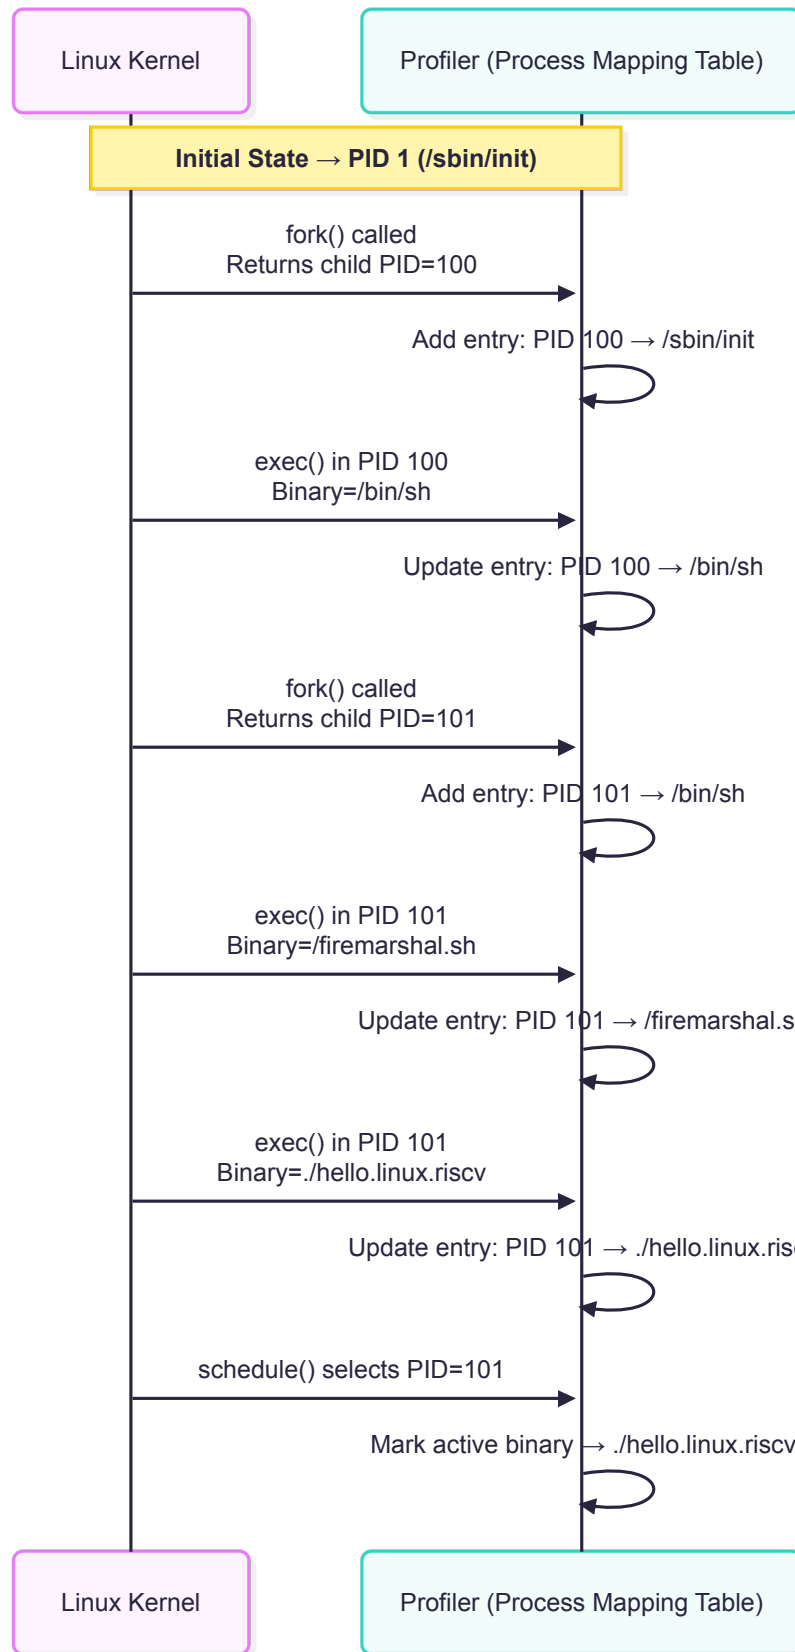 Linux Kernel
Profiler (Process Mapping Table)
Initial State → PID 1 (/sbin/init)
fork() called
Returns child PID=100
Add entry: PID 100 → /sbin/init
exec() in PID 100
Binary=/bin/sh
Update entry: PID 100 → /bin/sh
fork() called
Returns child PID=101
Add entry: PID 101 → /bin/sh
exec() in PID 101
Binary=/firemarshal.sh
Update entry: PID 101 → /firemarshal.s
exec() in PID 101
Binary=./hello.linux.riscv
Update entry: PID 101 → ./hello.linux.ris
schedule() selects PID=101
Mark active binary → ./hello.linux.riscv
Linux Kernel
Profiler (Process Mapping Table)